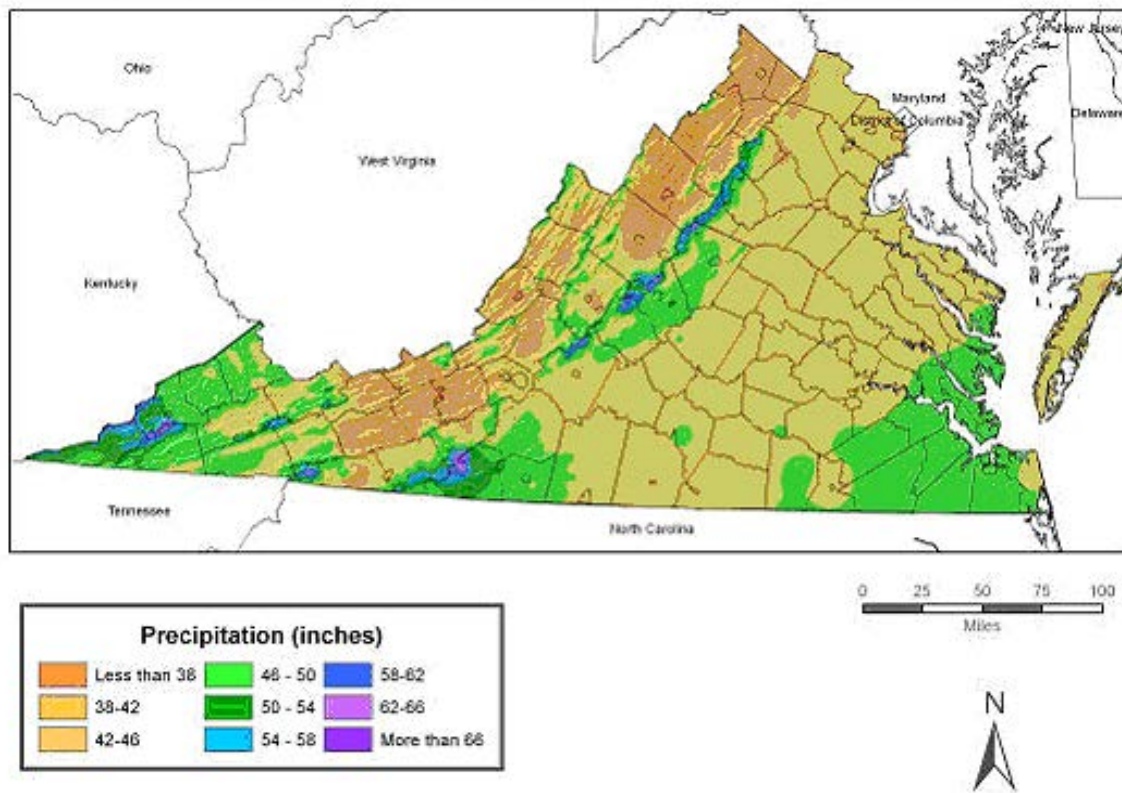 New Jersey
Ohio
Maryland
District of Columbia
Delaware
West Virginia
Kentucky
Tennessee
North Carolina
0 25 50 75 100
Miles
Precipitation (inches)
Less than 38
46 - 50
58-62
38-42
50 - 54
62-66
42-46
54 - 58
More than 66
N